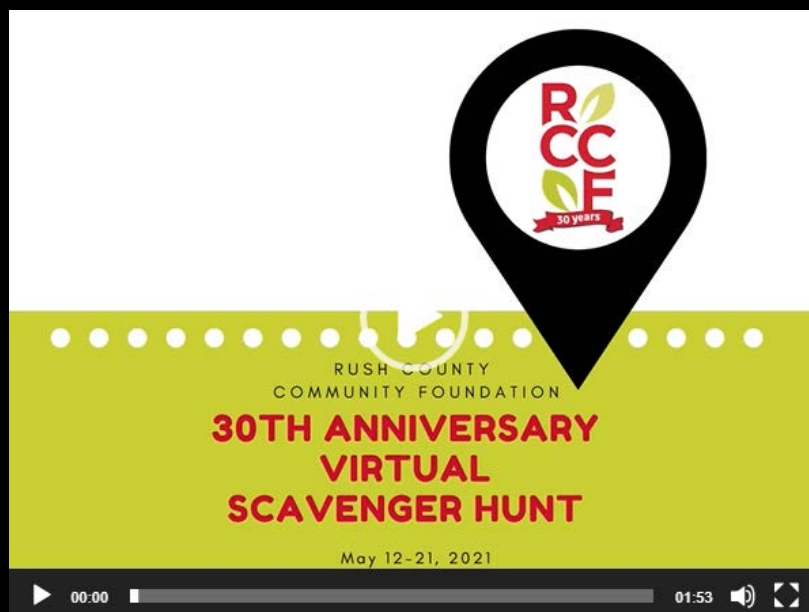 R
CC
F
30 years
RUSH COUNTY
COMMUNITY FOUNDATION
30TH ANNIVERSARY
VIRTUAL
SCAVENGER HUNT
May 12-21, 2021
00:00
01:53